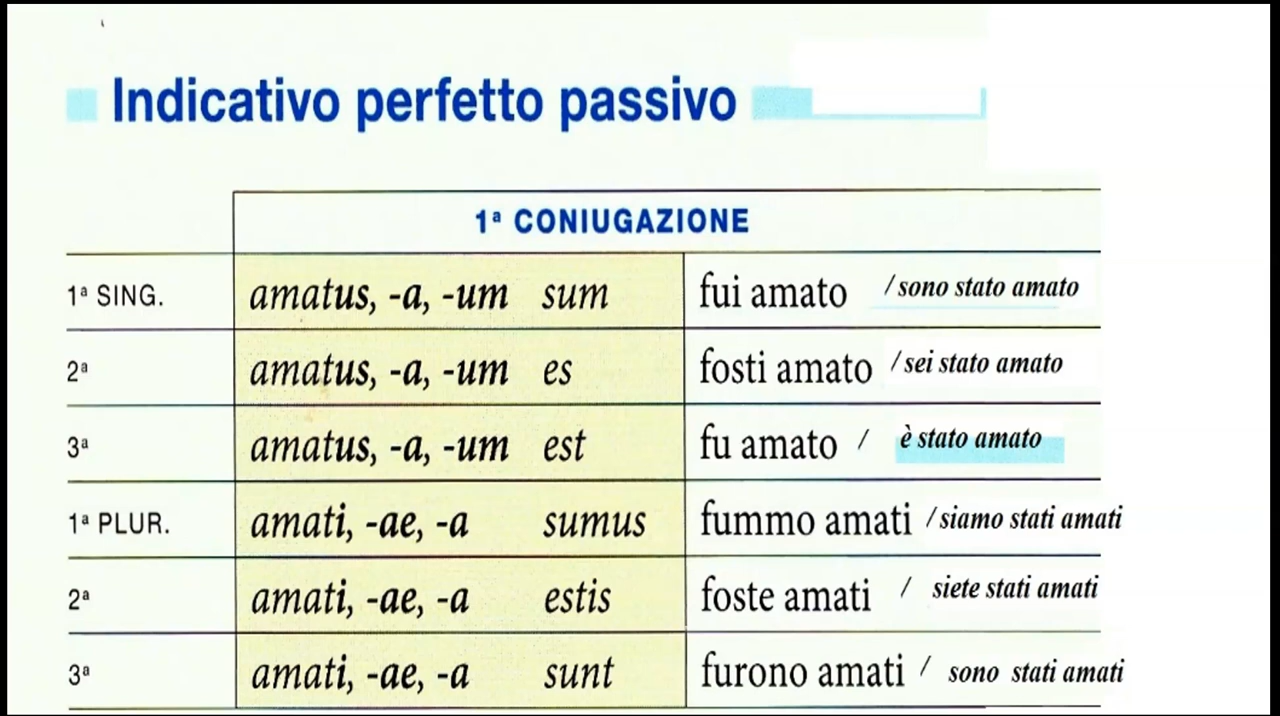 Indicativo perfetto passivo
1ª CONIUGAZIONE
1ª SING. amatus, -a, -um sum fui amato / sono stato amato
2ª amatus, -a, -um es fosti amato / sei stato amato
3ª amatus, -a, -um est fu amato / è stato amato
1ª PLUR. amati, -ae, -a sumus fummo amati / siamo stati amati
2ª amati, -ae, -a estis foste amati / siete stati amati
3ª amati, -ae, -a sunt furono amati / sono stati amati